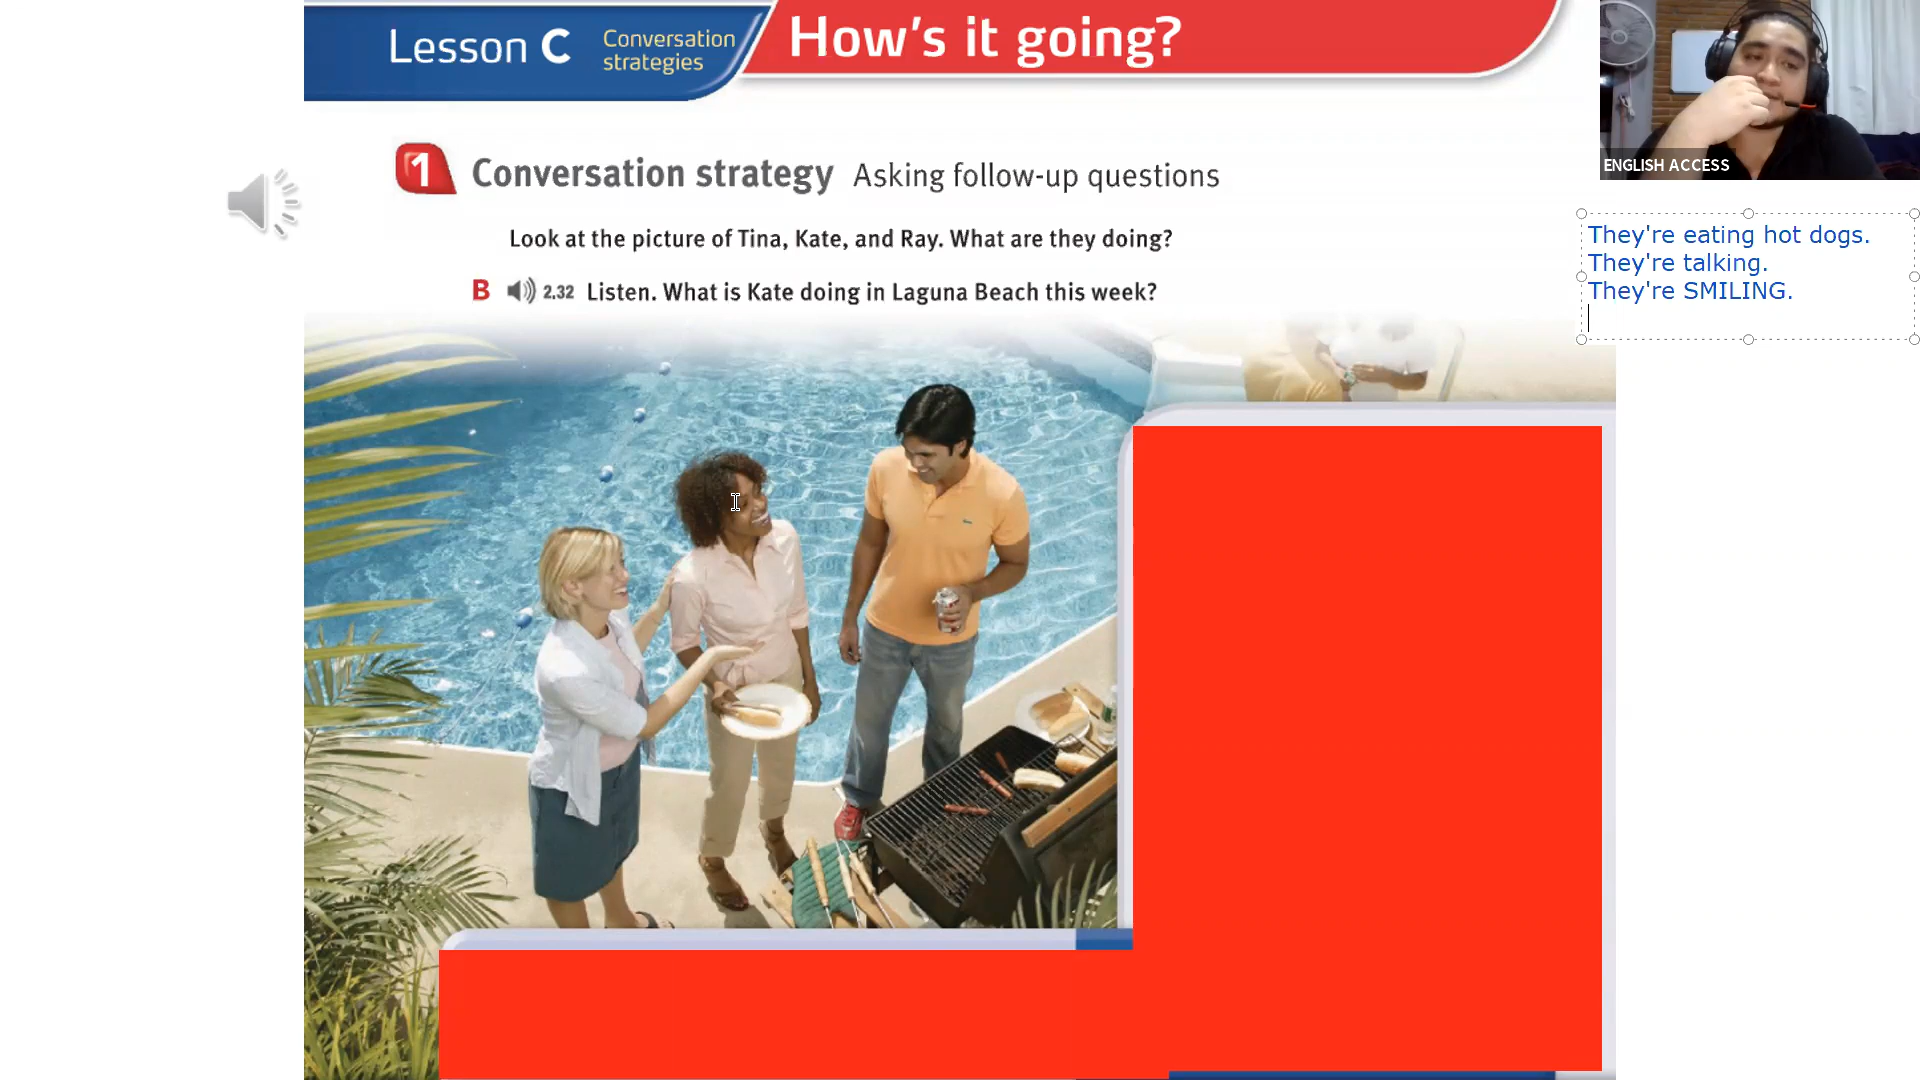 Lesson C
Conversation
strategies
How's it going?
ENGLISH ACCESS
1 Conversation strategy Asking follow-up questions
Look at the picture of Tina, Kate, and Ray. What are they doing?
B 2.32 Listen. What is Kate doing in Laguna Beach this week?
They're eating hot dogs.
They're talking.
They're SMILING.